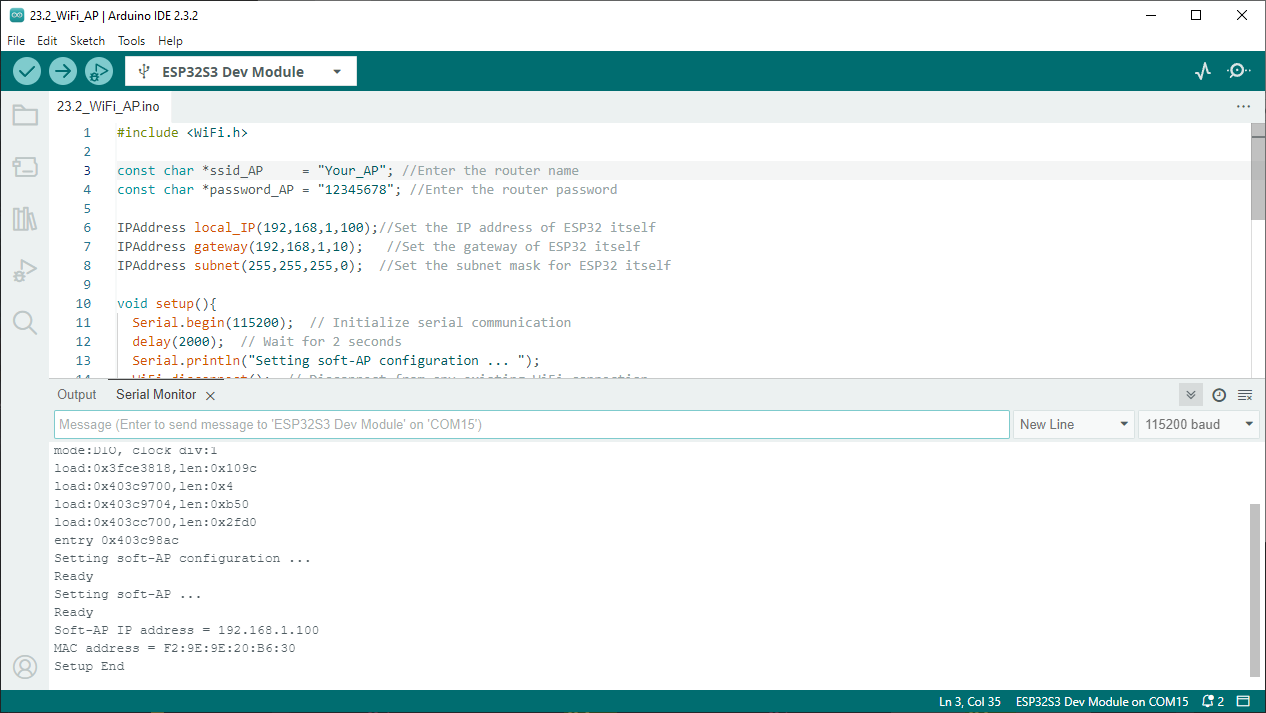 23.2_WiFi_AP | Arduino IDE 2.3.2
File Edit Sketch Tools Help
ESP32S3 Dev Module
23.2_WiFi_AP.ino
1 #include <WiFi.h>
2
3 const char *ssid_AP     = "Your_AP"; //Enter the router name
4 const char *password_AP = "12345678"; //Enter the router password
5
6 IPAddress local_IP(192,168,1,100);//Set the IP address of ESP32 itself
7 IPAddress gateway(192,168,1,10);   //Set the gateway of ESP32 itself
8 IPAddress subnet(255,255,255,0);  //Set the subnet mask for ESP32 itself
9
10 void setup(){
11   Serial.begin(115200);  // Initialize serial communication
12   delay(2000);  // Wait for 2 seconds
13   Serial.println("Setting soft-AP configuration ... ");
14   WiFi.disconnect();  // Disconnect from any existing WiFi connection
Output Serial Monitor
Message (Enter to send message to 'ESP32S3 Dev Module' on 'COM15') New Line 115200 baud
mode:DIO, clock div:1
load:0x3fce3818,len:0x109c
load:0x403c9700,len:0x4
load:0x403c9704,len:0xb50
load:0x403cc700,len:0x2fd0
entry 0x403c98ac
Setting soft-AP configuration ...
Ready
Setting soft-AP ...
Ready
Soft-AP IP address = 192.168.1.100
MAC address = F2:9E:9E:20:B6:30
Setup End
Ln 3, Col 35 ESP32S3 Dev Module on COM15 2